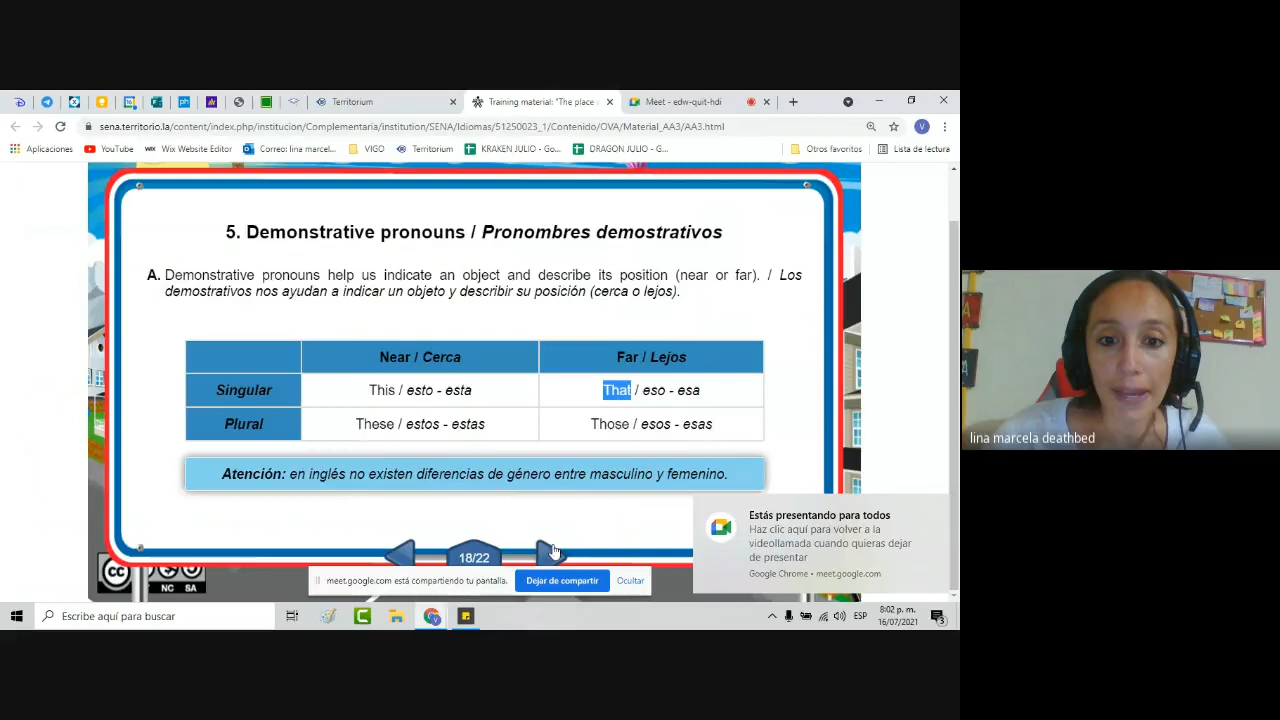 Territorium
Training material: "The place
Meet - edw-quit-hdi
sena.territorio.la/content/index.php/institucion/Complementaria/institution/SENA/Idiomas/51250023_1/Contenido/OVA/Material_AA3/AA3.html
Aplicaciones
YouTube
Wix Website Editor
Correo: lina marcel...
VIGO
Territorium
KRAKEN JULIO - Go...
DRAGON JULIO - G...
Otros favoritos
Lista de lectura
5. Demonstrative pronouns / Pronombres demostrativos
A. Demonstrative pronouns help us indicate an object and describe its position (near or far). / Los
demostrativos nos ayudan a indicar un objeto y describir su posición (cerca o lejos).
Near / Cerca
Far / Lejos
Singular
This / esto - esta
That / eso - esa
Plural
These / estos - estas
Those / esos - esas
Atención: en inglés no existen diferencias de género entre masculino y femenino.
18/22
Estás presentando para todos
Haz clic aquí para volver a la
videollamada cuando quieras dejar
de presentar
Google Chrome • meet.google.com
meet.google.com está compartiendo tu pantalla.
Dejar de compartir
Ocultar
cc
NC SA
Escribe aquí para buscar
ESP
8:02 p. m.
16/07/2021
3
lina marcela deathbed